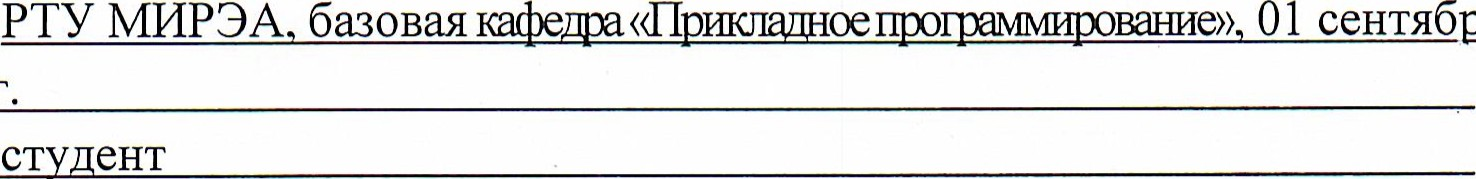 РТУ МИРЭА, базовая кафедра «Прикладное программирование», 01 сентябр
г.
студент